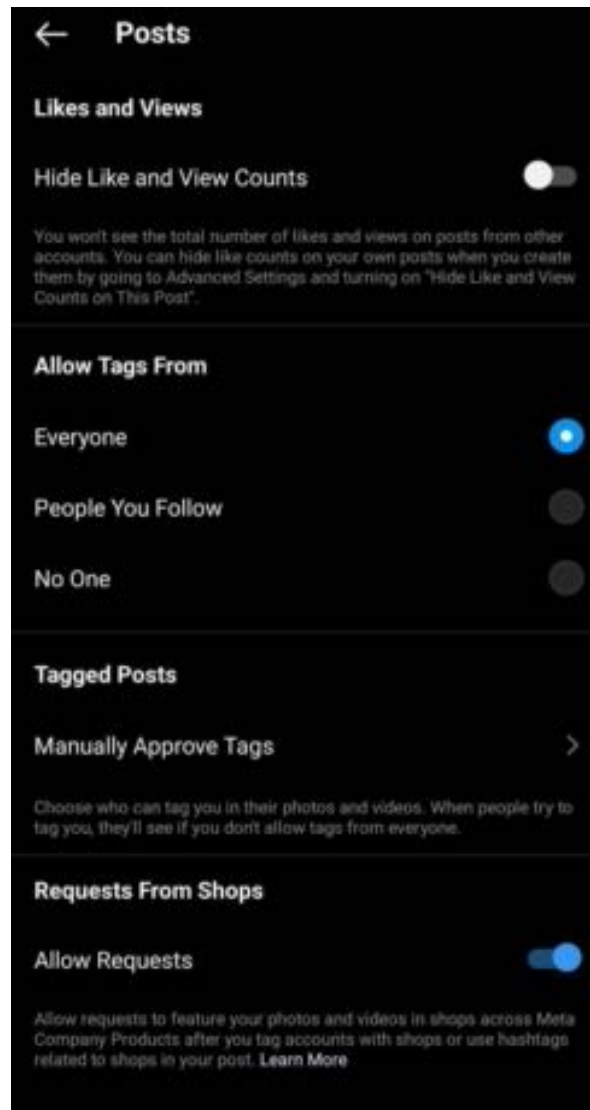 Posts
Likes and Views
Hide Like and View Counts
You won't see the total number of likes and views on posts from other
accounts. You can hide like counts on your own posts when you create
them by going to Advanced Settings and turning on "Hide Like and View
Counts on This Post".
Allow Tags From
Everyone
People You Follow
No One
Tagged Posts
Manually Approve Tags
Choose who can tag you in their photos and videos. When people try to
tag you, they'll see if you don't allow tags from everyone.
Requests From Shops
Allow Requests
Allow requests to feature your photos and videos in shops across Meta
Company Products after you tag accounts with shops or use hashtags
related to shops in your post. Learn More